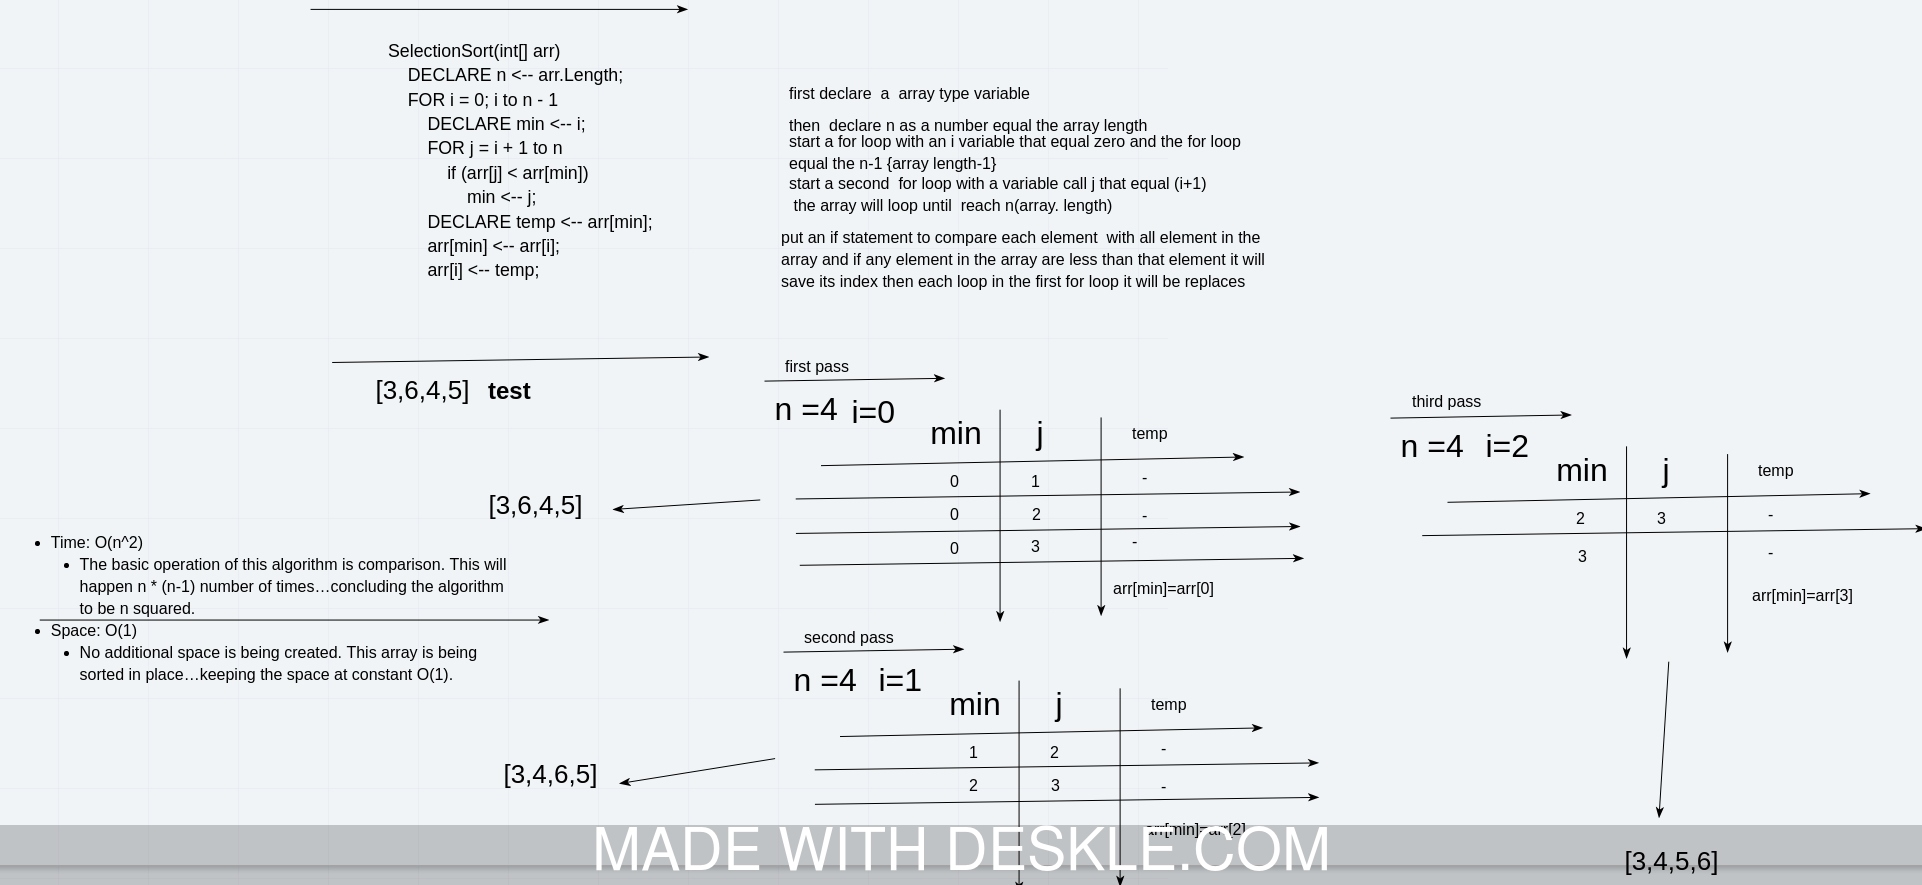 SelectionSort(int[] arr)
DECLARE n <-- arr.Length;
FOR i = 0; i to n - 1
DECLARE min <-- i;
FOR j = i + 1 to n
if (arr[j] < arr[min])
min <-- j;
DECLARE temp <-- arr[min];
arr[min] <-- arr[i];
arr[i] <-- temp;
first declare  a  array type variable
then  declare n as a number equal the array length
start a for loop with an i variable that equal zero and the for loop
equal the n-1 {array length-1}
start a second  for loop with a variable call j that equal (i+1)
the array will loop until  reach n(array. length)
put an if statement to compare each element  with all element in the
array and if any element in the array are less than that element it will
save its index then each loop in the first for loop it will be replaces
[3,6,4,5] test
first pass
n =4 i=0
min j temp
0 1 -
0 2 -
0 3 -
arr[min]=arr[0]
[3,6,4,5]
Time: O(n^2)
The basic operation of this algorithm is comparison. This will
happen n * (n-1) number of times…concluding the algorithm
to be n squared.
Space: O(1)
No additional space is being created. This array is being
sorted in place…keeping the space at constant O(1).
second pass
n =4 i=1
min j temp
1 2 -
2 3 -
arr[min]=arr[2]
[3,4,6,5]
third pass
n =4 i=2
min j temp
2 3 -
3 -
arr[min]=arr[3]
[3,4,5,6]
MADE WITH DESKLE.COM